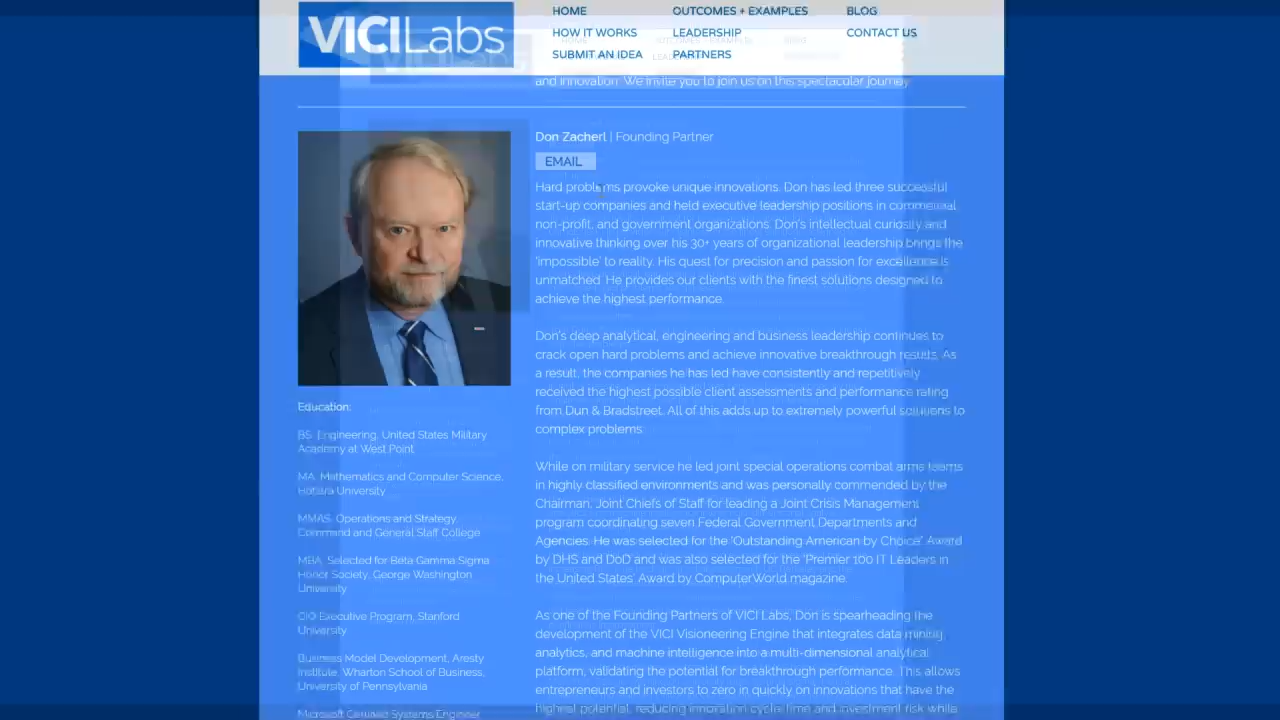 VICILabs
HOME
OUTCOMES + EXAMPLES
BLOG
HOW IT WORKS
LEADERSHIP
CONTACT US
SUBMIT AN IDEA
PARTNERS
and innovation. We invite you to join us on this spectacular journey.
Don Zacherl | Founding Partner
EMAIL
Hard problems provoke unique innovations. Don has led three successful
start-up companies and held executive leadership positions in commercial,
non-profit, and government organizations. Don's intellectual curiosity and
innovative thinking over his 30+ years of organizational leadership brings the
'impossible' to reality. His quest for precision and passion for excellence is
unmatched. He provides our clients with the finest solutions designed to
achieve the highest performance.
Don's deep analytical, engineering and business leadership continues to
crack open hard problems and achieve innovative breakthrough results. As
a result, the companies he has led have consistently and repetitively
received the highest possible client assessments and performance rating
from Dun & Bradstreet. All of this adds up to extremely powerful solutions to
complex problems.
While on military service he led joint special operations combat arms teams
in highly classified environments and was personally commended by the
Chairman, Joint Chiefs of Staff for leading a Joint Crisis Management
program coordinating seven Federal Government Departments and
Agencies. He was selected for the 'Outstanding American by Choice' Award
by DHS and DoD and was also selected for the 'Premier 100 IT Leaders in
the United States' Award by ComputerWorld magazine.
As one of the Founding Partners of VICI Labs, Don is spearheading the
development of the VICI Visioneering Engine that integrates data mining,
analytics, and machine intelligence into a multi-dimensional analytical
platform, validating the potential for breakthrough performance. This allows
entrepreneurs and investors to zero in quickly on innovations that have the
highest potential, reducing innovation cycle time and investment risk while
Education:
BS, Engineering, United States Military
Academy at West Point
MA, Mathematics and Computer Science,
University
MMAS, Operations and Strategy,
Command and General Staff College
MBA, Selected for Beta Gamma Sigma
Honor Society, George Washington
University
CIO Executive Program, Stanford
University
Business Model Development, Aresty
Institute, Wharton School of Business,
University of Pennsylvania
Microsoft Certified Systems Engineer